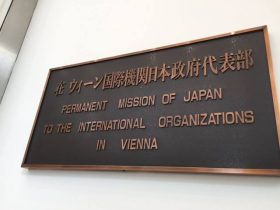 在ウィーン国際機関日本政府代表部
PERMANENT MISSION OF JAPAN
TO THE INTERNATIONAL ORGANIZATIONS
IN VIENNA